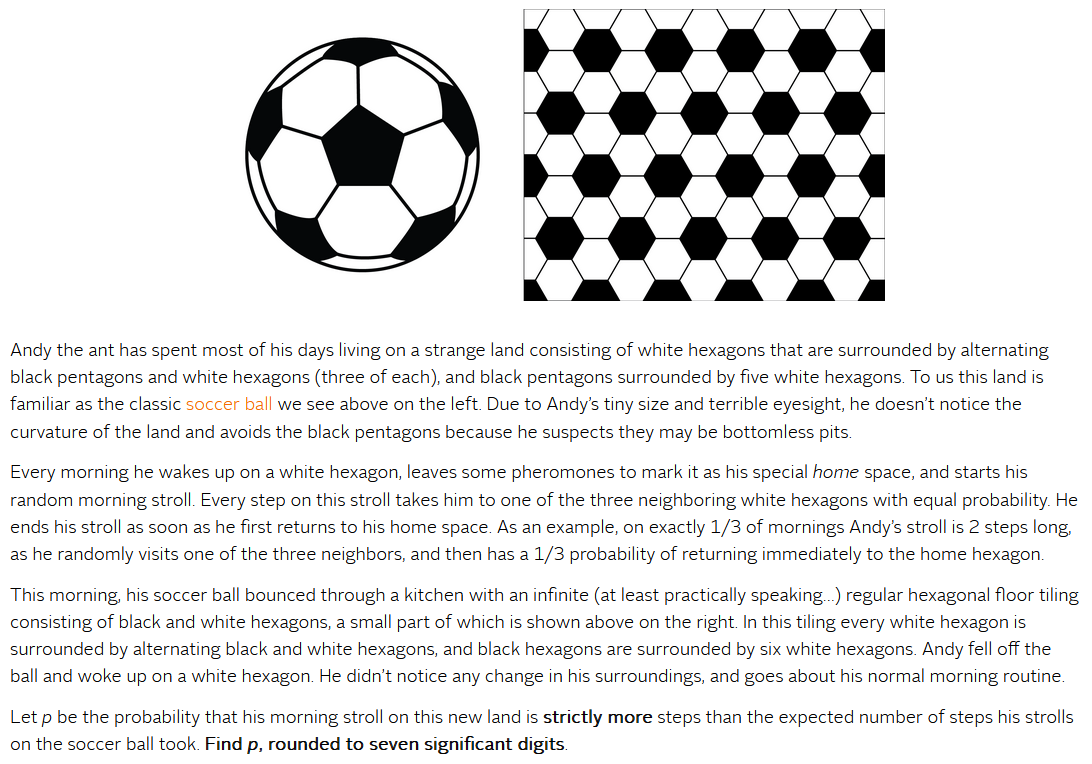 Andy the ant has spent most of his days living on a strange land consisting of white hexagons that are surrounded by alternating
black pentagons and white hexagons (three of each), and black pentagons surrounded by five white hexagons. To us this land is
familiar as the classic soccer ball we see above on the left. Due to Andy's tiny size and terrible eyesight, he doesn't notice the
curvature of the land and avoids the black pentagons because he suspects they may be bottomless pits.
Every morning he wakes up on a white hexagon, leaves some pheromones to mark it as his special home space, and starts his
random morning stroll. Every step on this stroll takes him to one of the three neighboring white hexagons with equal probability. He
ends his stroll as soon as he first returns to his home space. As an example, on exactly 1/3 of mornings Andy's stroll is 2 steps long,
as he randomly visits one of the three neighbors, and then has a 1/3 probability of returning immediately to the home hexagon.
This morning, his soccer ball bounced through a kitchen with an infinite (at least practically speaking...) regular hexagonal floor tiling
consisting of black and white hexagons, a small part of which is shown above on the right. In this tiling every white hexagon is
surrounded by alternating black and white hexagons, and black hexagons are surrounded by six white hexagons. Andy fell off the
ball and woke up on a white hexagon. He didn't notice any change in his surroundings, and goes about his normal morning routine.
Let p be the probability that his morning stroll on this new land is strictly more steps than the expected number of steps his strolls
on the soccer ball took. Find p, rounded to seven significant digits.